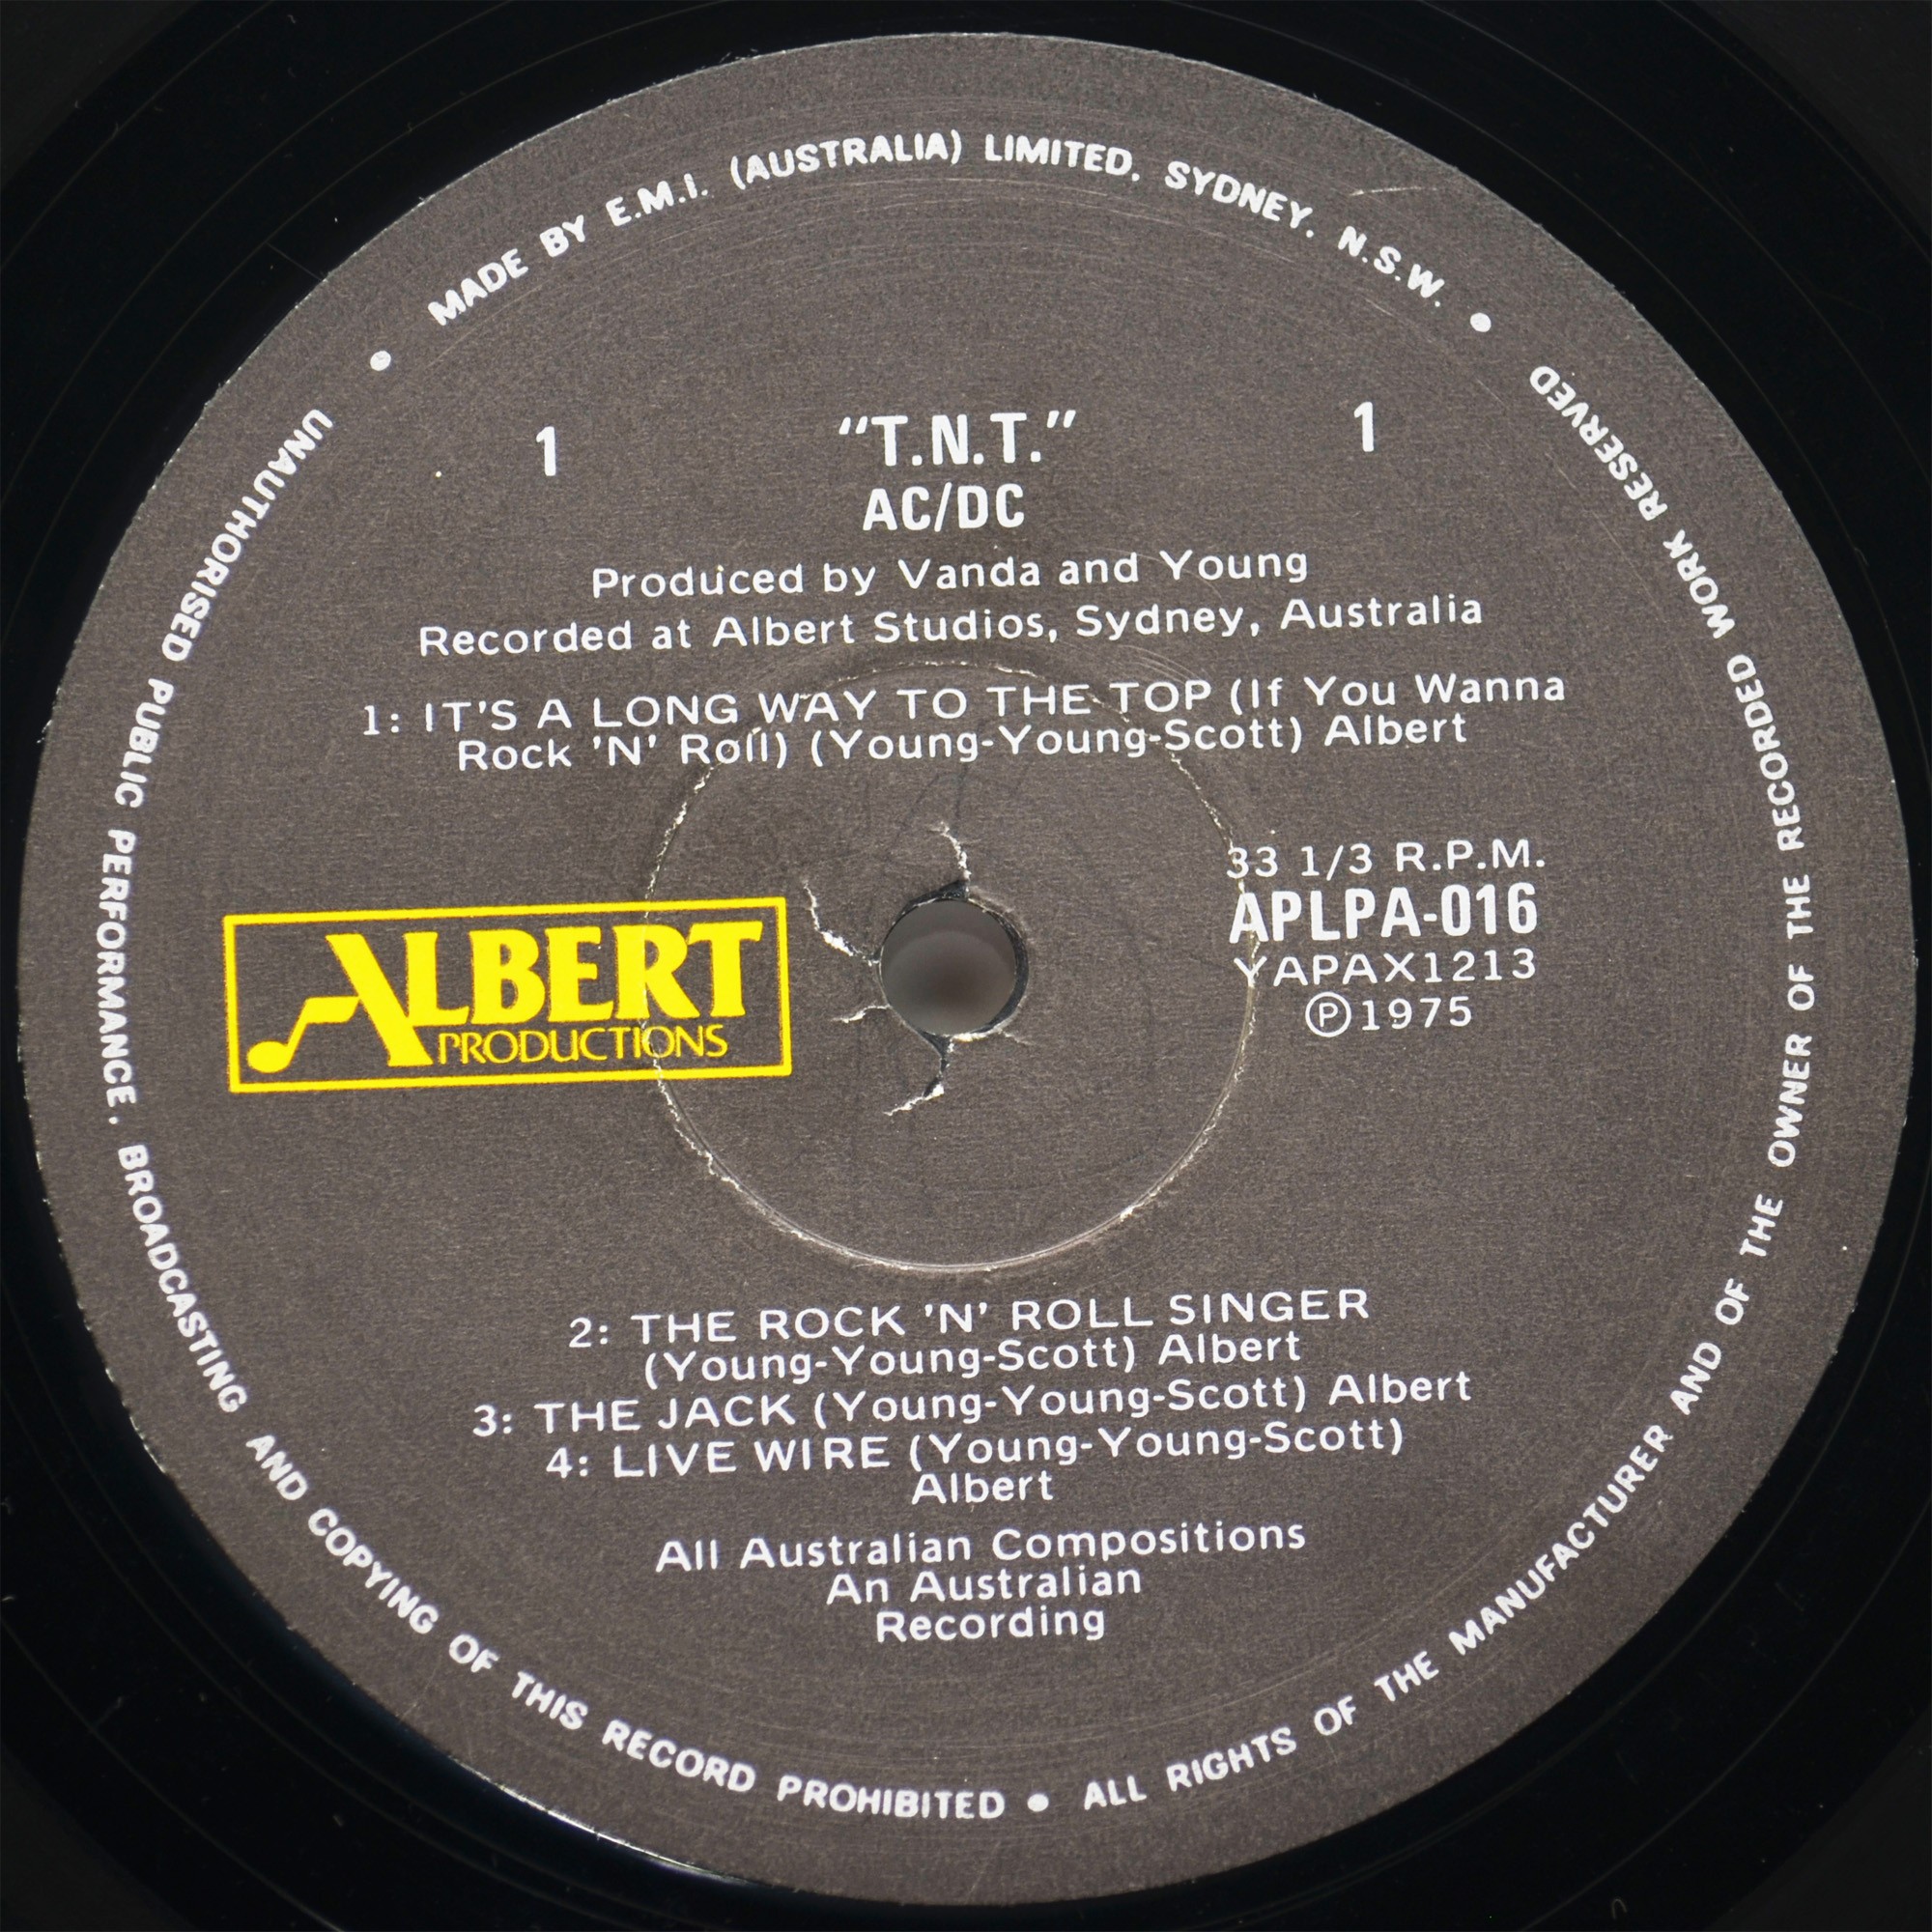 MADE BY E.M.I. (AUSTRALIA) LIMITED. SYDNEY. N.S.W. •
1 "T.N.T." 1
AC/DC
Produced by Vanda and Young
Recorded at Albert Studios, Sydney, Australia
1: IT'S A LONG WAY TO THE TOP (If You Wanna
Rock 'N' Roll) (Young-Young-Scott) Albert
33 1/3 R.P.M.
APLPA-016
YAPAX1213
Ⓟ1975
ALBERT
PRODUCTIONS
2: THE ROCK 'N' ROLL SINGER
(Young-Young-Scott) Albert
3: THE JACK (Young-Young-Scott) Albert
4: LIVE WIRE (Young-Young-Scott)
Albert
All Australian Compositions
An Australian
Recording
UNAUTHORISED PUBLIC PERFORMANCE. BROADCASTING AND COPYING OF THIS RECORD PROHIBITED •
ALL RIGHTS OF THE MANUFACTURER AND OF THE OWNER OF THE RECORDED WORK RESERVED